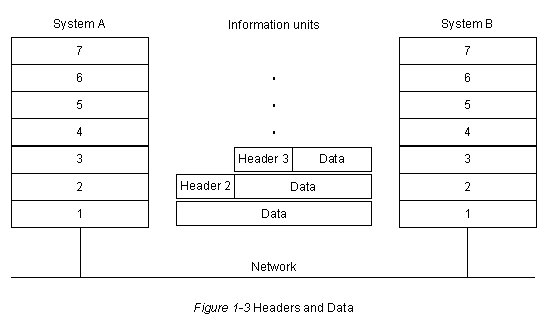 System A Information units System B
7 7
6 . 6
5 . 5
4 . 4
3 Header 3 Data 3
2 Header 2 Data 2
1 Data 1
Network
Figure 1-3 Headers and Data